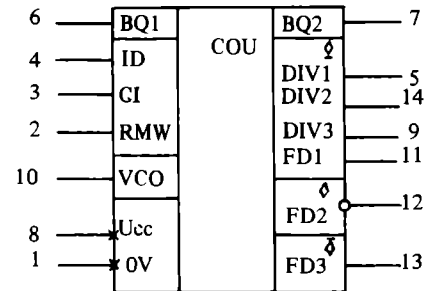 6 BQ1 COU BQ2 7
4 ID
DIV1 5
3 GI DIV2 14
2 RMW DIV3 9
FD1 11
10 VCO
FD2 12
8 Ucc
1 0V FD3 13